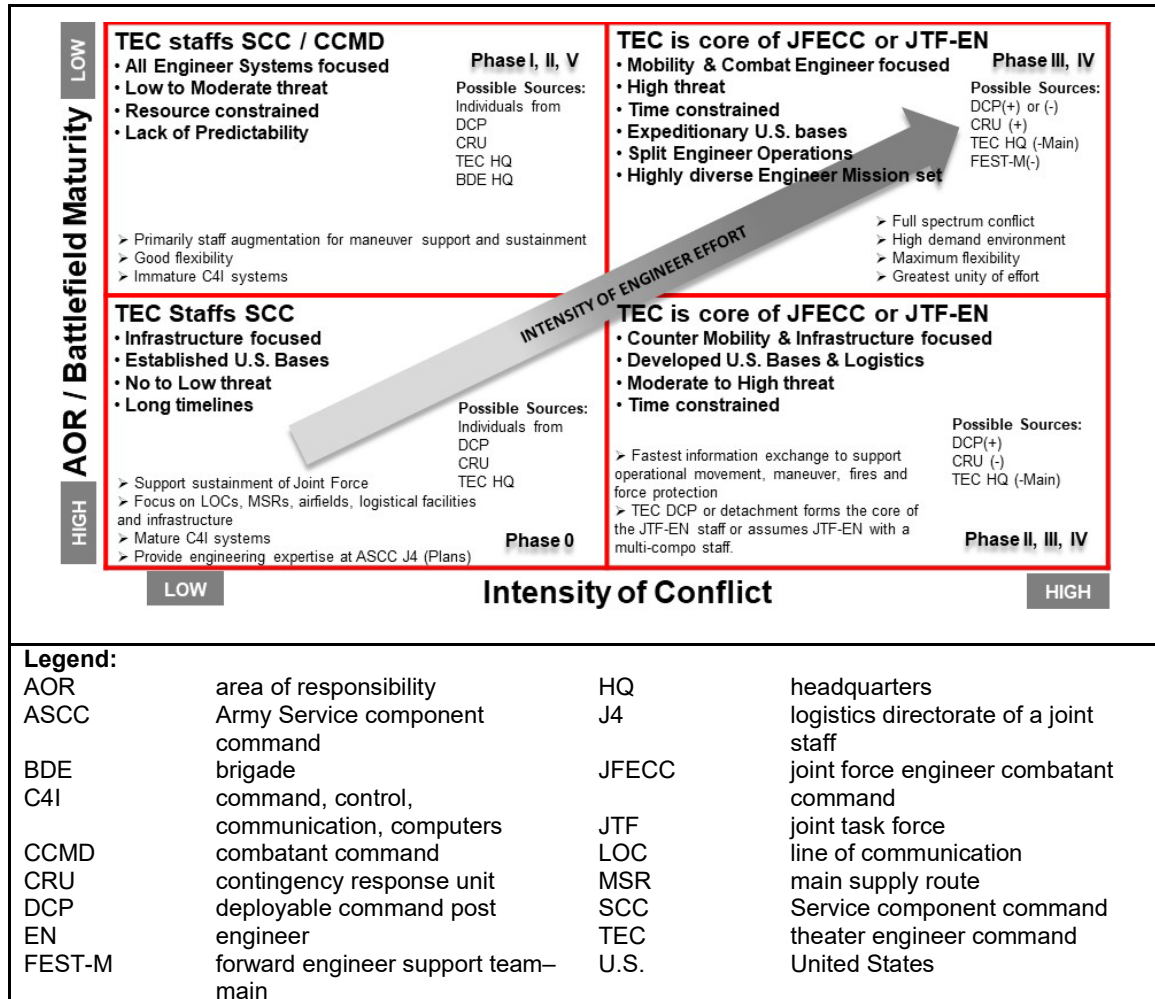 AOR / Battlefield Maturity
LOW
HIGH
TEC staffs SCC / CCMD
• All Engineer Systems focused
• Low to Moderate threat
• Resource constrained
• Lack of Predictability
Phase I, II, V
Possible Sources:
Individuals from
DCP
CRU
TEC HQ
BDE HQ
➢ Primarily staff augmentation for maneuver support and sustainment
➢ Good flexibility
➢ Immature C4I systems
TEC is core of JFECC or JTF-EN
• Mobility & Combat Engineer focused
• High threat
• Time constrained
• Expeditionary U.S. bases
• Split Engineer Operations
• Highly diverse Engineer Mission set
Phase III, IV
Possible Sources:
DCP(+) or (-)
CRU (+)
TEC HQ (-Main)
FEST-M(-)
➢ Full spectrum conflict
➢ High demand environment
➢ Maximum flexibility
➢ Greatest unity of effort
INTENSITY OF ENGINEER EFFORT
TEC Staffs SCC
• Infrastructure focused
• Established U.S. Bases
• No to Low threat
• Long timelines
Possible Sources:
Individuals from
DCP
CRU
TEC HQ
➢ Support sustainment of Joint Force
➢ Focus on LOCs, MSRs, airfields, logistical facilities
and infrastructure
➢ Mature C4I systems
➢ Provide engineering expertise at ASCC J4 (Plans)
Phase 0
TEC is core of JFECC or JTF-EN
• Counter Mobility & Infrastructure focused
• Developed U.S. Bases & Logistics
• Moderate to High threat
• Time constrained
Possible Sources:
DCP(+)
CRU (-)
TEC HQ (-Main)
➢ Fastest information exchange to support
operational movement, maneuver, fires and
force protection
➢ TEC DCP or detachment forms the core of
the JTF-EN staff or assumes JTF-EN with a
multi-compo staff.
Phase II, III, IV
LOW
Intensity of Conflict
HIGH
Legend:
AOR area of responsibility
ASCC Army Service component
command
BDE brigade
C4I command, control,
communication, computers
CCMD combatant command
CRU contingency response unit
DCP deployable command post
EN engineer
FEST-M forward engineer support team–
main
HQ headquarters
J4 logistics directorate of a joint
staff
JFECC joint force engineer combatant
command
JTF joint task force
LOC line of communication
MSR main supply route
SCC Service component command
TEC theater engineer command
U.S. United States